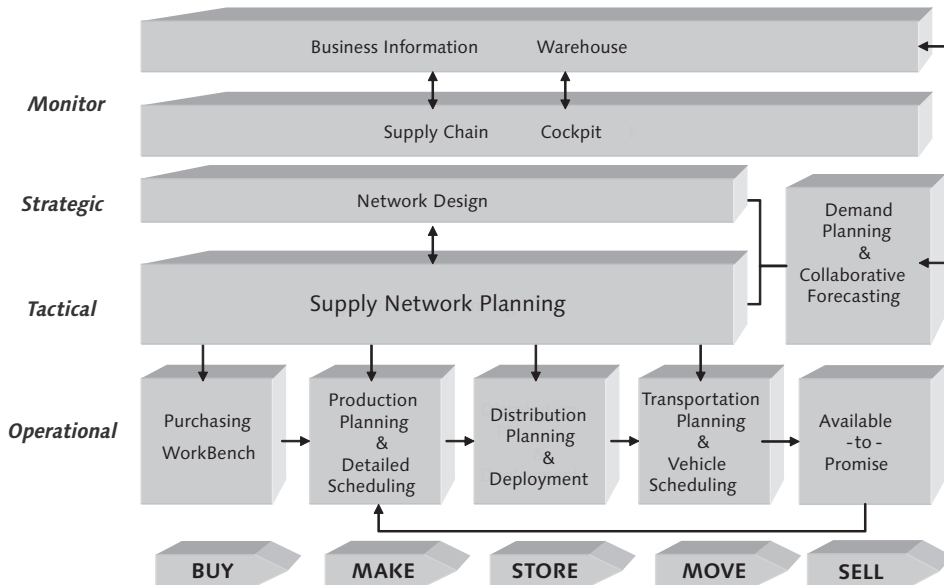 Business Information Warehouse
Monitor
Supply Chain Cockpit
Strategic
Network Design
Demand
Planning
&
Collaborative
Forecasting
Tactical
Supply Network Planning
Operational
Purchasing
WorkBench
Production
Planning
&
Detailed
Scheduling
Distribution
Planning
&
Deployment
Transportation
Planning
&
Vehicle
Scheduling
Available
-to-
Promise
BUY
MAKE
STORE
MOVE
SELL